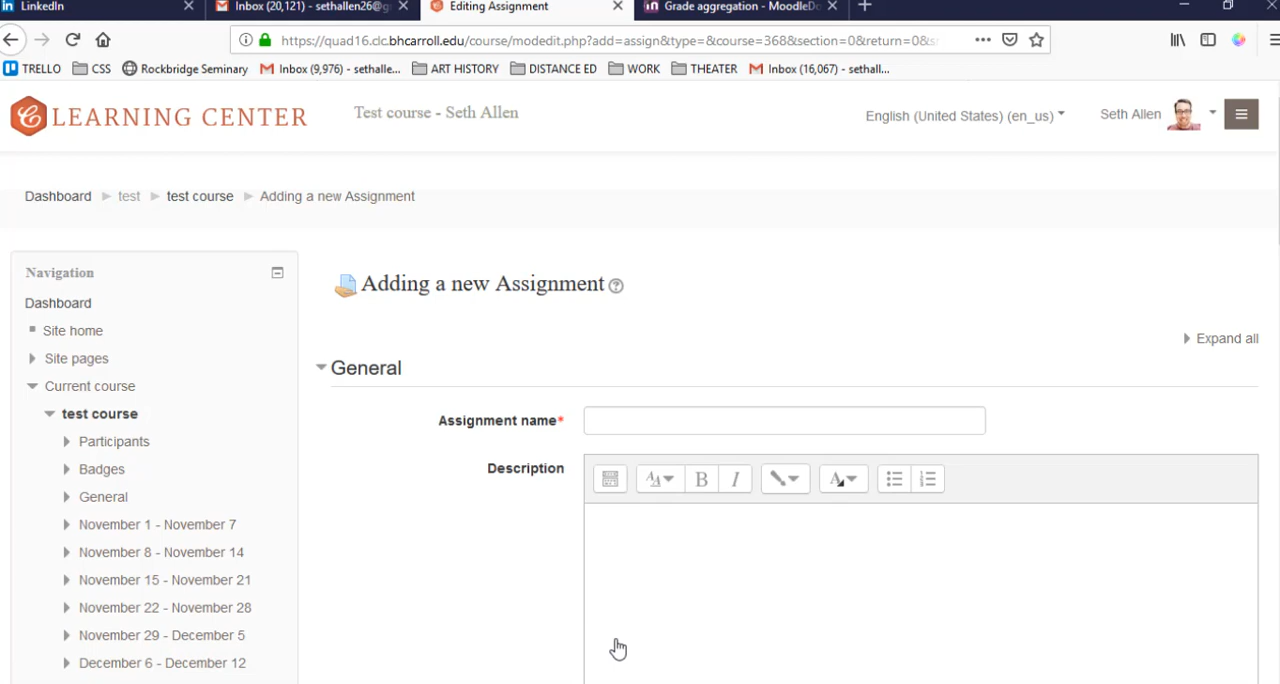 LinkedIn
Inbox (20,121) - sethallen26@g
Editing Assignment
Grade aggregation - MoodleDo
https://quad16.clc.bhcarroll.edu/course/modedit.php?add=assign&type=&course=368&section=0&return=0&s
TRELLO CSS Rockbridge Seminary Inbox (9,976) - sethalle... ART HISTORY DISTANCE ED WORK THEATER Inbox (16,067) - sethall...
LEARNING CENTER
Test course - Seth Allen
English (United States) (en_us)
Seth Allen
Dashboard test test course Adding a new Assignment
Navigation
Dashboard
Site home
Site pages
Current course
test course
Participants
Badges
General
November 1 - November 7
November 8 - November 14
November 15 - November 21
November 22 - November 28
November 29 - December 5
December 6 - December 12
Adding a new Assignment
Expand all
General
Assignment name*
Description
B I